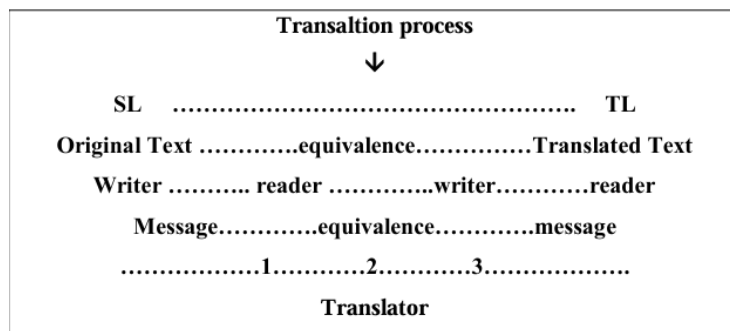 Transaltion process
↓
SL ……………………………………………. TL
Original Text ………….equivalence……………Translated Text
Writer ……….. reader …………..writer…………reader
Message………….equivalence………….message
………………1…………2…………3……………….
Translator